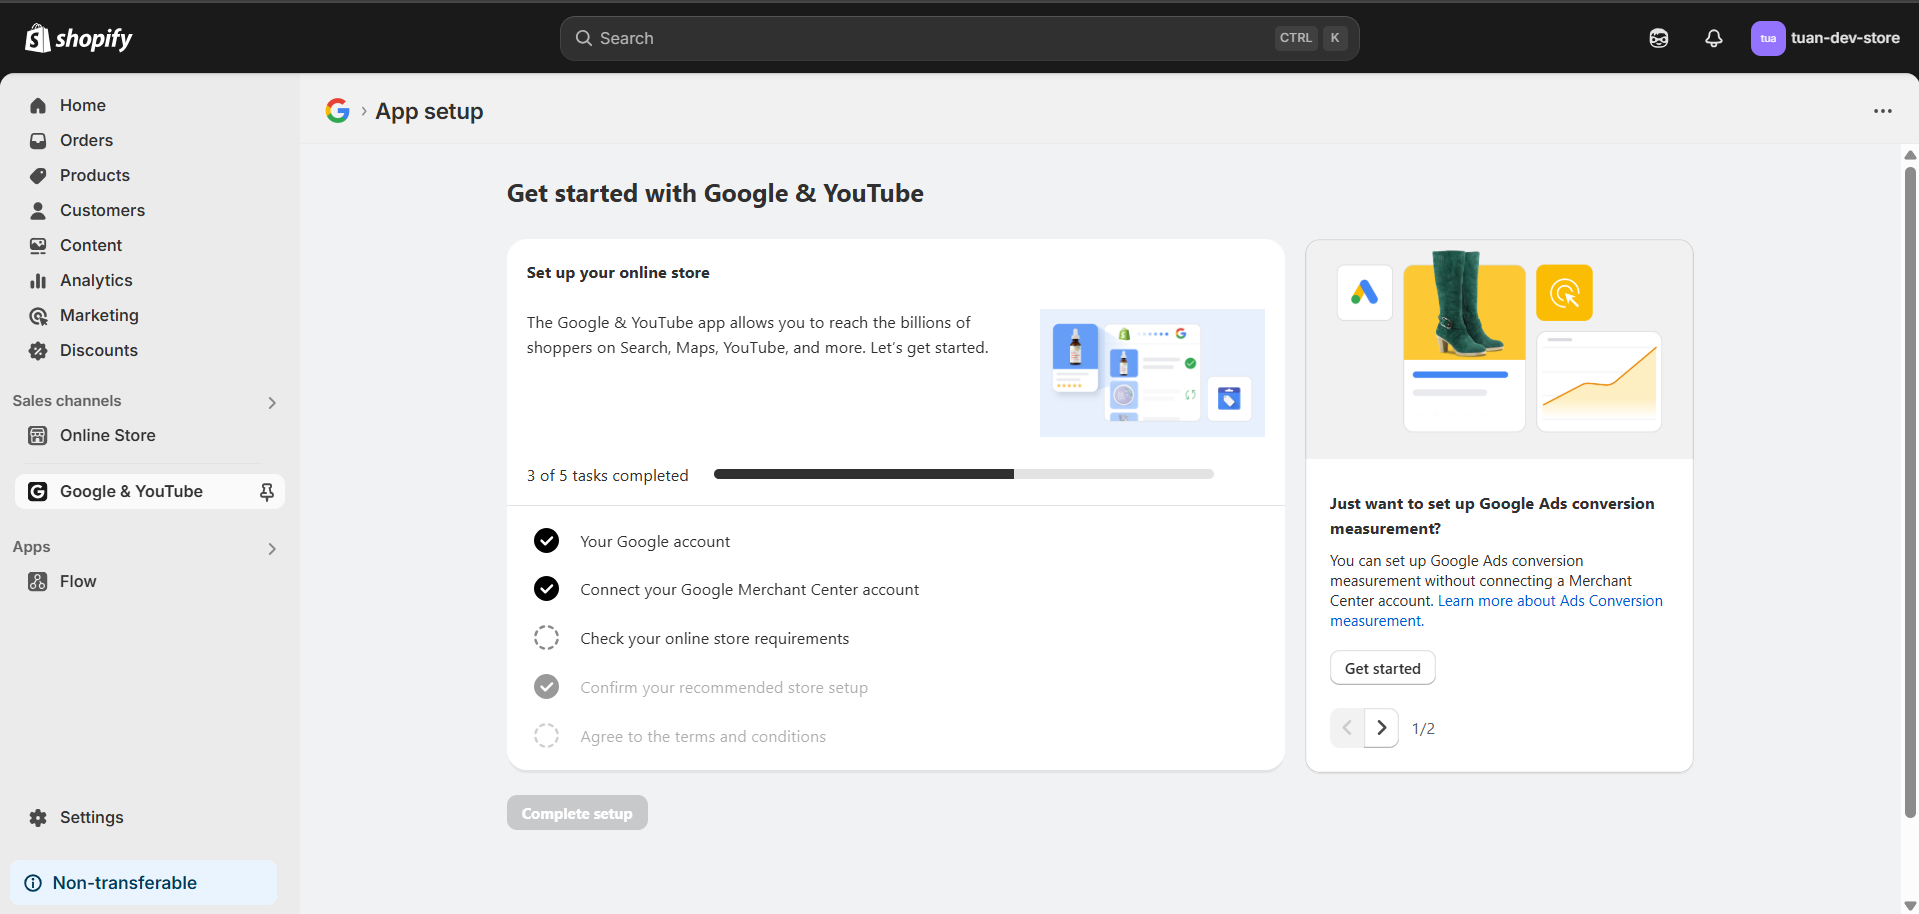 shopify
Search
CTRL K
tua
tuan-dev-store
Home
Orders
Products
Customers
Content
Analytics
Marketing
Discounts
Sales channels
Online Store
Google & YouTube
Apps
Flow
Settings
Non-transferable
App setup
Get started with Google & YouTube
Set up your online store
The Google & YouTube app allows you to reach the billions of
shoppers on Search, Maps, YouTube, and more. Let's get started.
3 of 5 tasks completed
Your Google account
Connect your Google Merchant Center account
Check your online store requirements
Confirm your recommended store setup
Agree to the terms and conditions
Complete setup
Just want to set up Google Ads conversion
measurement?
You can set up Google Ads conversion
measurement without connecting a Merchant
Center account. Learn more about Ads Conversion
measurement.
Get started
1/2